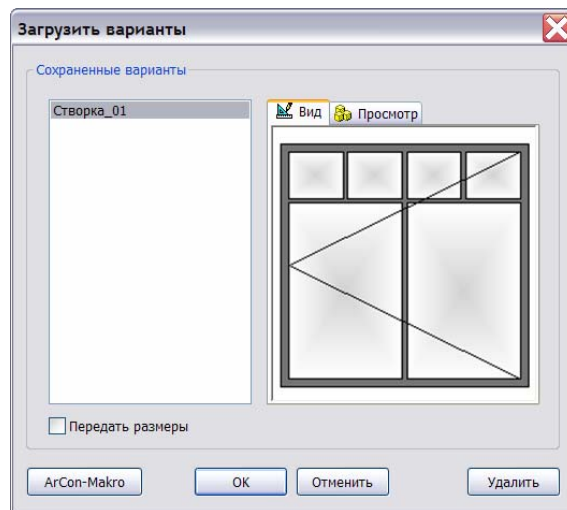 Загрузить варианты
Сохраненные варианты
Створка_01
Вид
Просмотр
Передать размеры
ArCon-Makro
OK
Отменить
Удалить